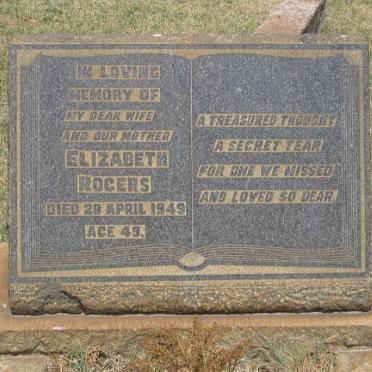 IN LOVING
MEMORY OF
MY DEAR WIFE
AND OUR MOTHER
ELIZABETH
ROGERS
DIED 28 APRIL 1949
AGE 49.
A TREASURED THOUGHT
A SECRET TEAR
FOR ONE WE MISSED
AND LOVED SO DEAR.